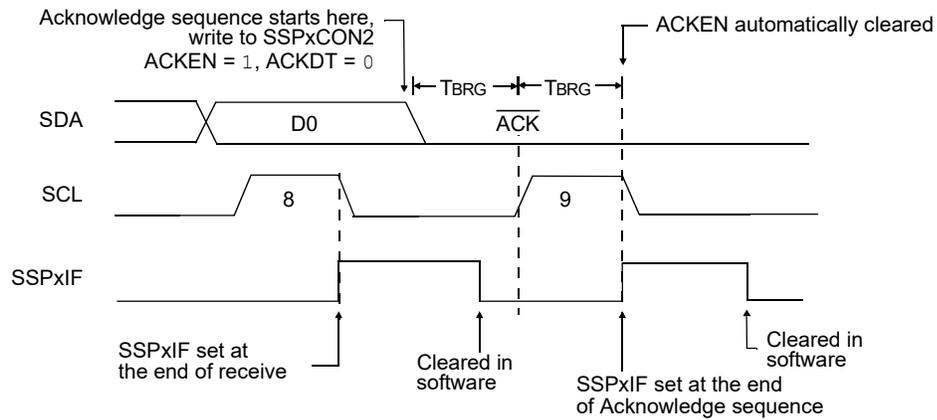 Acknowledge sequence starts here,
write to SSPxCON2
ACKEN = 1, ACKDT = 0
ACKEN automatically cleared
TBRG
TBRG
SDA
D0
ACK
SCL
8
9
SSPxIF
SSPxIF set at
the end of receive
Cleared in
software
SSPxIF set at the end
of Acknowledge sequence
Cleared in
software